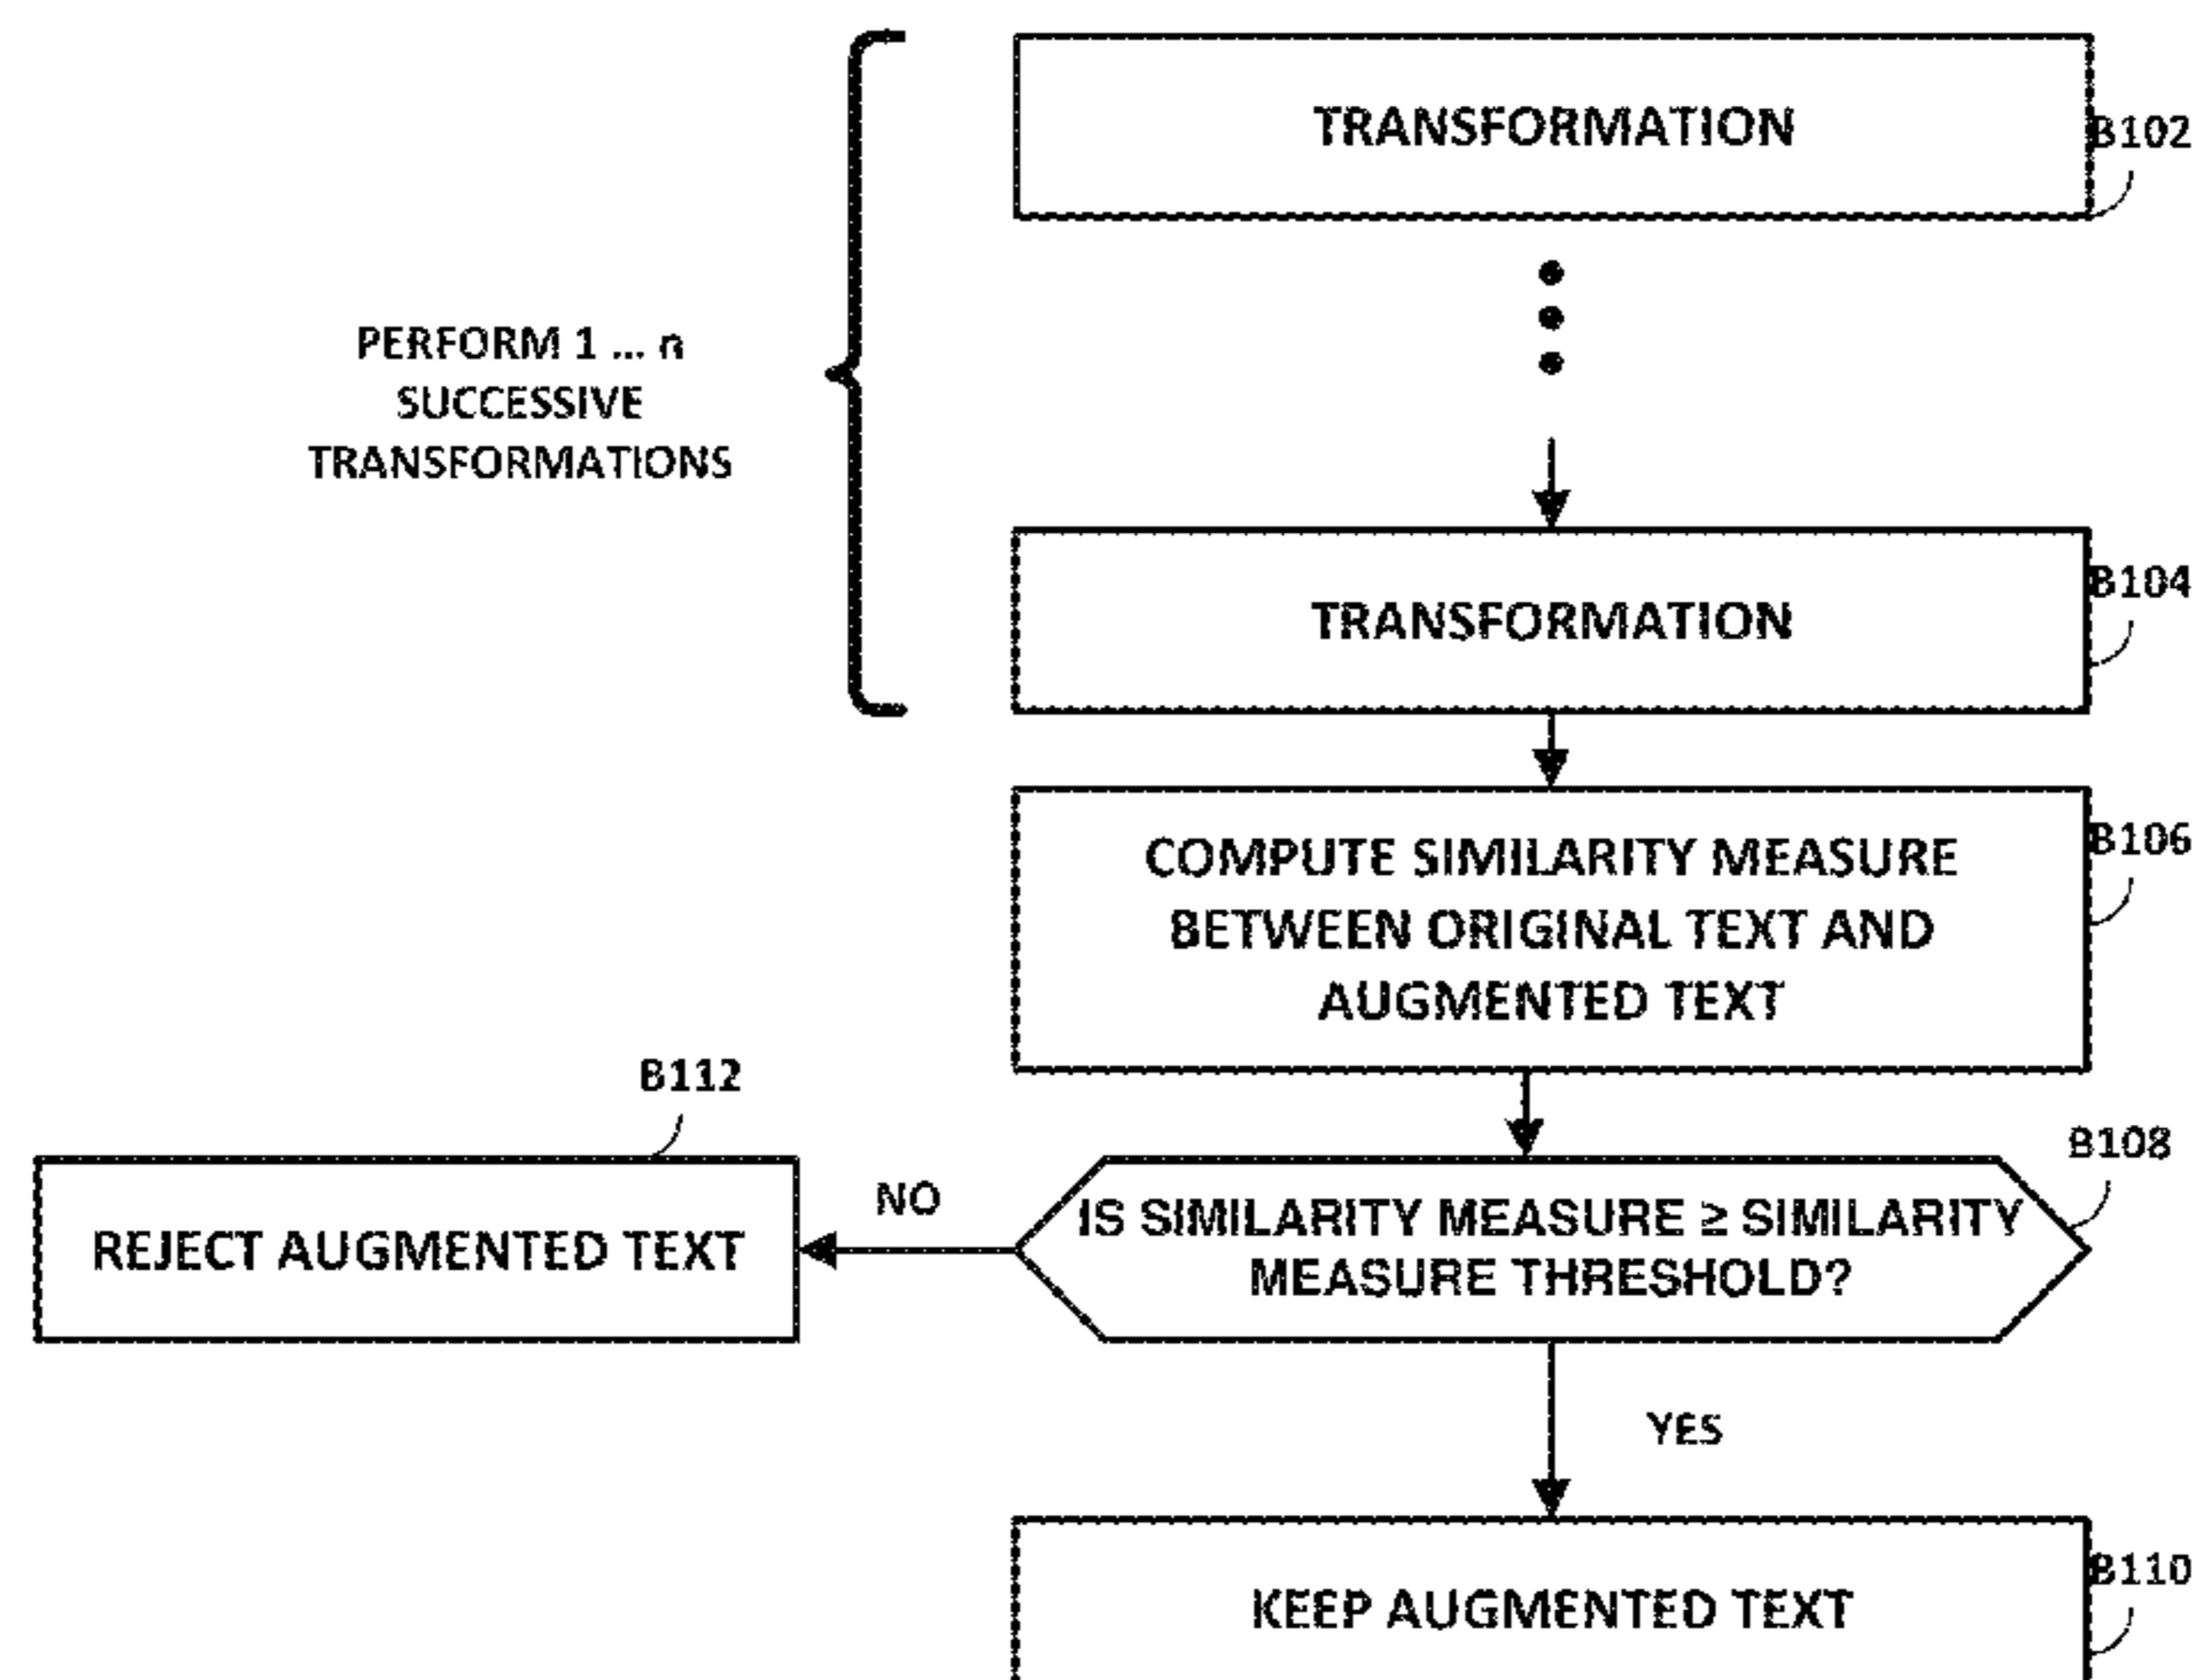 TRANSFORMATION
B102
PERFORM 1 ... n
SUCCESSIVE
TRANSFORMATIONS
TRANSFORMATION
B104
COMPUTE SIMILARITY MEASURE
BETWEEN ORIGINAL TEXT AND
AUGMENTED TEXT
B106
B112
REJECT AUGMENTED TEXT
NO
IS SIMILARITY MEASURE ≥ SIMILARITY
MEASURE THRESHOLD?
B108
YES
KEEP AUGMENTED TEXT
B110